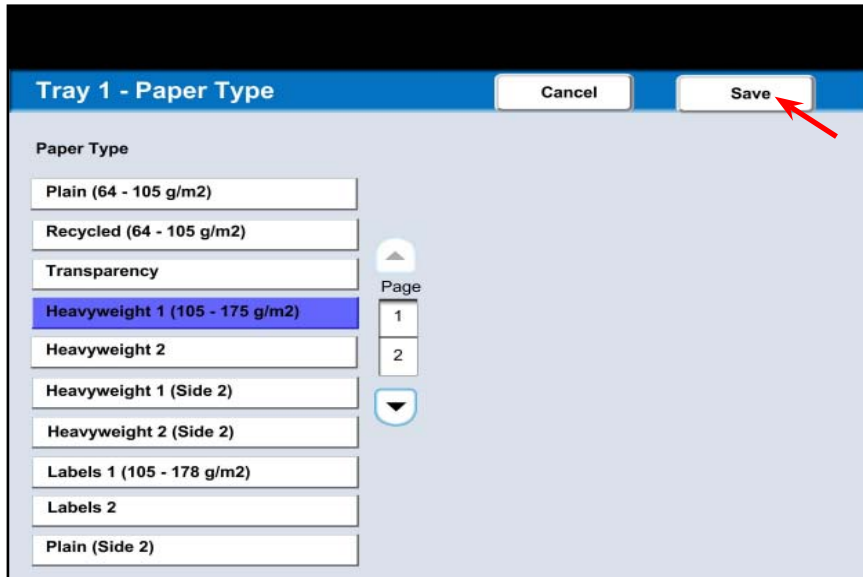 Tray 1 - Paper Type
Cancel
Save
Paper Type
Plain (64 - 105 g/m2)
Recycled (64 - 105 g/m2)
Transparency
Heavyweight 1 (105 - 175 g/m2)
Heavyweight 2
Heavyweight 1 (Side 2)
Heavyweight 2 (Side 2)
Labels 1 (105 - 178 g/m2)
Labels 2
Plain (Side 2)
Page
1
2